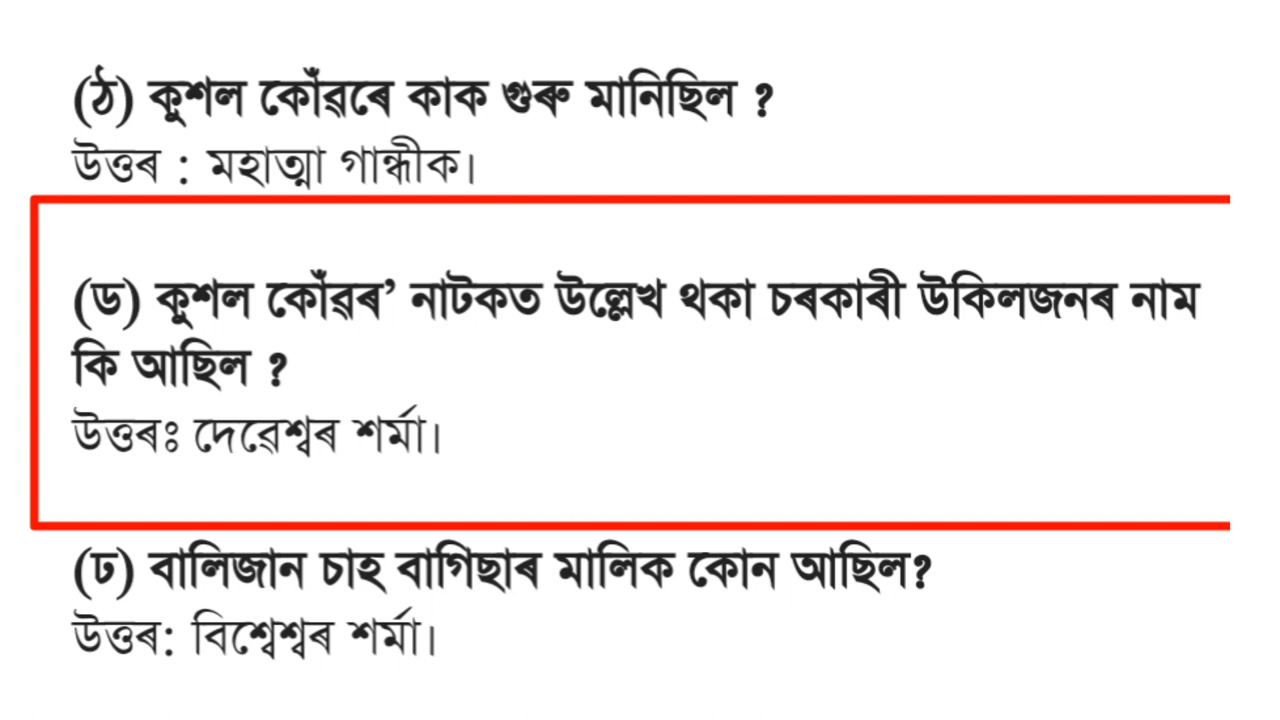 (ঠ) কুশল কোঁৱৰে কাক গুৰু মানিছিল ?
উত্তৰ : মহাত্মা গান্ধীক।
(ড) কুশল কোঁৱৰ’ নাটকত উল্লেখ থকা চৰকাৰী উকিলজনৰ নাম
কি আছিল ?
উত্তৰঃ দেৱেশ্বৰ শৰ্মা।
(ঢ) বালিজান চাহ বাগিছাৰ মালিক কোন আছিল?
উত্তৰ: বিশ্বেশ্বৰ শৰ্মা।